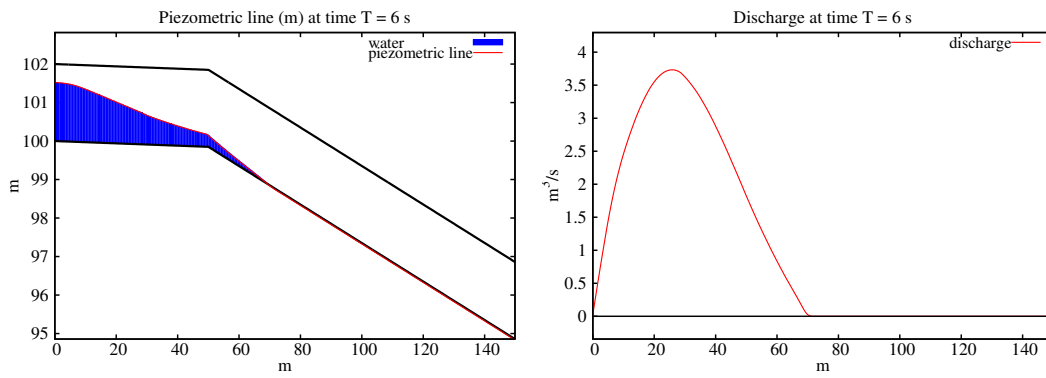 Piezometric line (m) at time T = 6 s
water
piezometric line
102
101
100
99
98
97
96
95
m
0 20 40 60 80 100 120 140
m
Discharge at time T = 6 s
discharge
4
3.5
3
2.5
2
1.5
1
0.5
0
m³/s
0 20 40 60 80 100 120 140
m